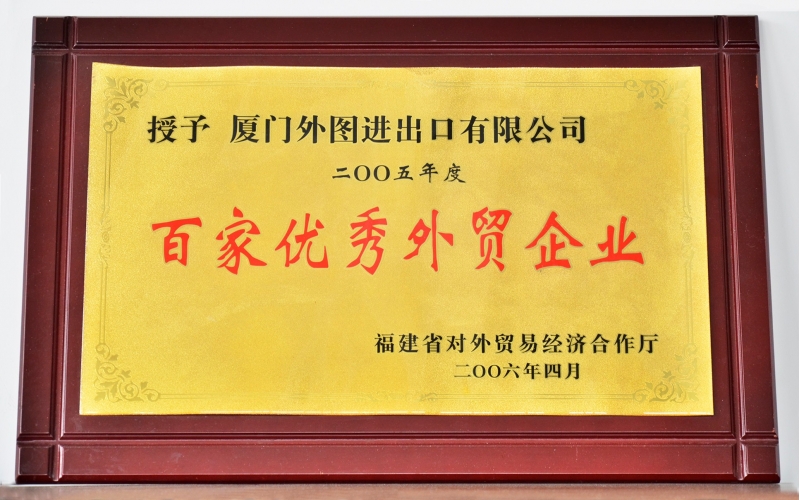 授予 厦门外图进出口有限公司
二OO五年度
百家优秀外贸企业
福建省对外贸易经济合作厅
二OO六年四月